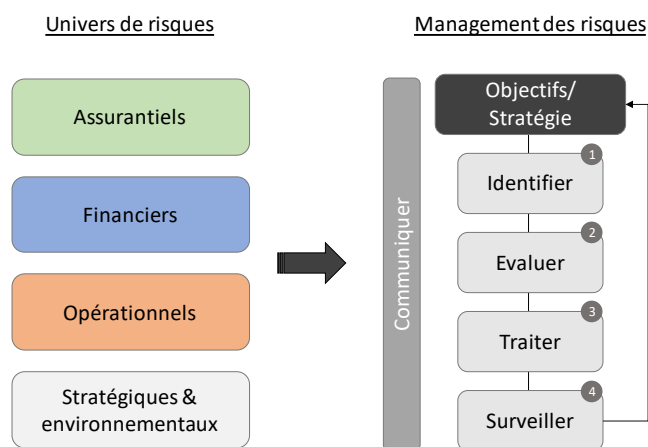 Univers de risques
Assurantiels
Financiers
Opérationnels
Stratégiques &
environnementaux
Management des risques
Communiquer
Objectifs/
Stratégie
1
Identifier
2
Evaluer
3
Traiter
4
Surveiller